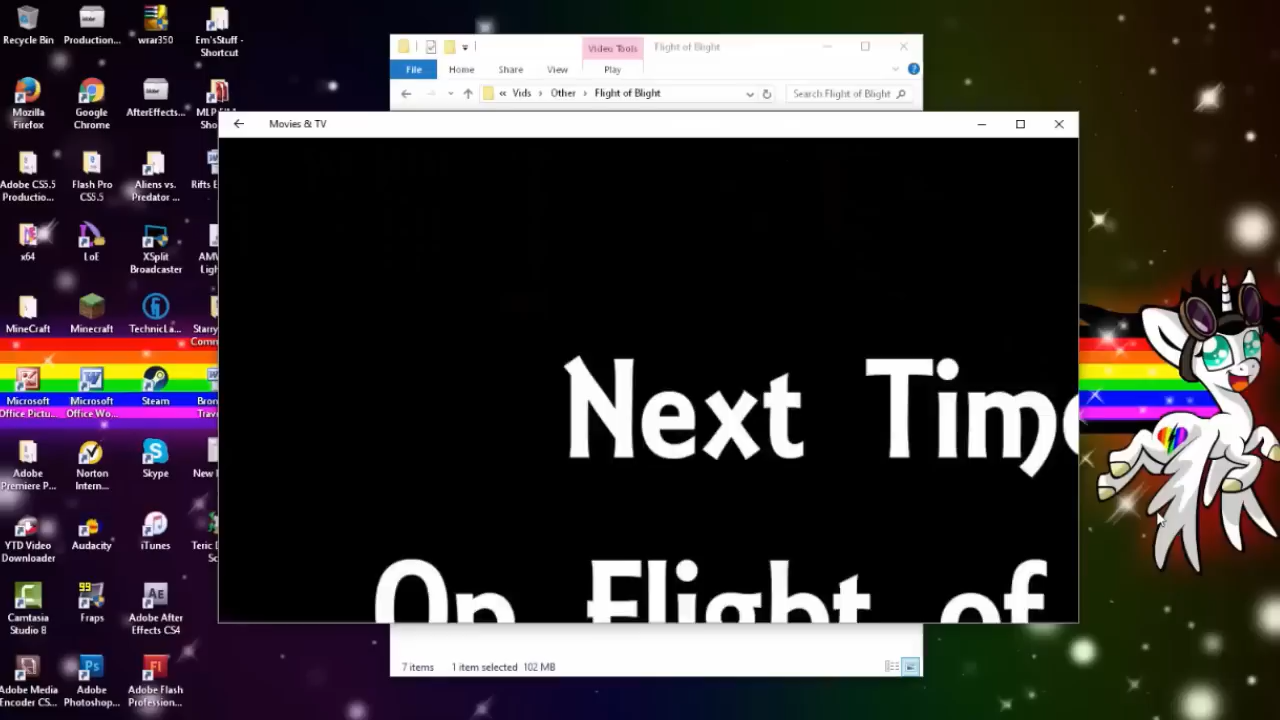 Recycle Bin
Production...
wrar350
Em'sStuff -
Shortcut
Video Tools
Flight of Blight
File
Home
Share
View
Play
« Vids > Other > Flight of Blight
Search Flight of Blight
Mozilla
Firefox
Google
Chrome
AfterEffects...
Movies & TV
Adobe CS5.5
Productio...
Flash Pro
CS5.5
Aliens vs.
Predator ...
x64
LoE
XSplit
Broadcaster
MineCraft
Minecraft
TechnicLa...
Next Time
Microsoft
Office Pictu...
Microsoft
Office Wo...
Steam
Adobe
Premiere P...
Norton
Intern...
Skype
YTD Video
Downloader
Audacity
iTunes
On Flight of
Camtasia
Studio 8
99
Fraps
Ae
Adobe After
Effects CS4
Adobe Media
Encoder CS...
Ps
Adobe
Photoshop...
Fl
Adobe Flash
Profession...
7 items
1 item selected 102 MB